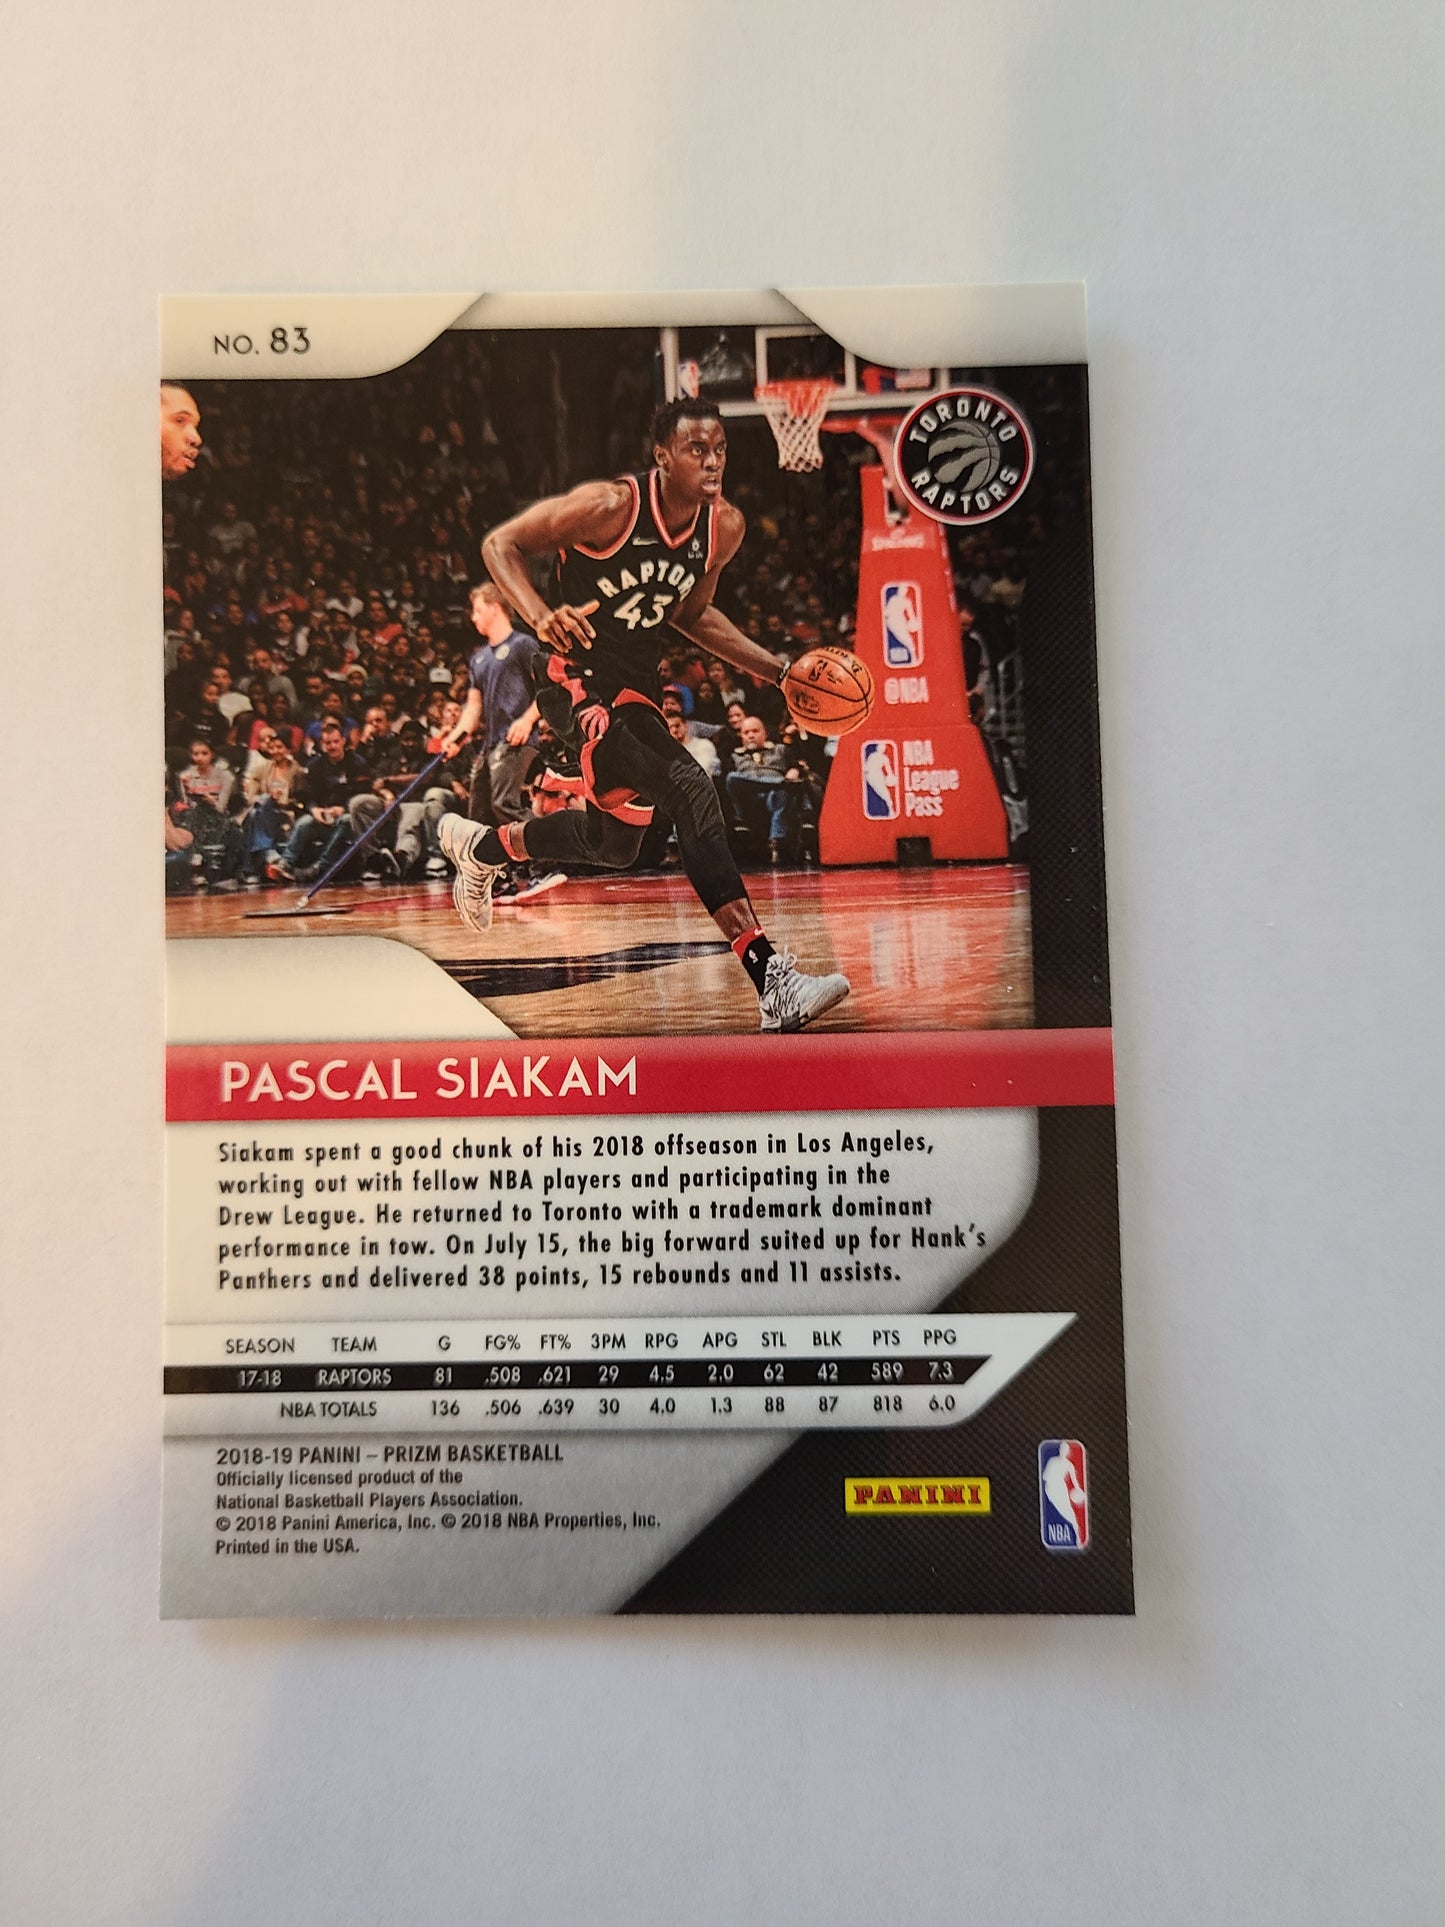 NO. 83
TORONTO
RAPTORS
RAPTOR
43
SPALDING
NBA
@NBA
NBA
League
Pass
PASCAL SIAKAM
Siakam spent a good chunk of his 2018 offseason in Los Angeles,
working out with fellow NBA players and participating in the
Drew League. He returned to Toronto with a trademark dominant
performance in tow. On July 15, the big forward suited up for Hank's
Panthers and delivered 38 points, 15 rebounds and 11 assists.
SEASON TEAM G FG% FT% 3PM RPG APG STL BLK PTS PPG
17-18 RAPTORS 81 .508 .621 29 4.5 2.0 62 42 589 7.3
NBA TOTALS 136 .506 .639 30 4.0 1.3 88 87 818 6.0
2018-19 PANINI – PRIZM BASKETBALL
Officially licensed product of the
National Basketball Players Association.
© 2018 Panini America, Inc. © 2018 NBA Properties, Inc.
Printed in the USA.
PANINI
NBA